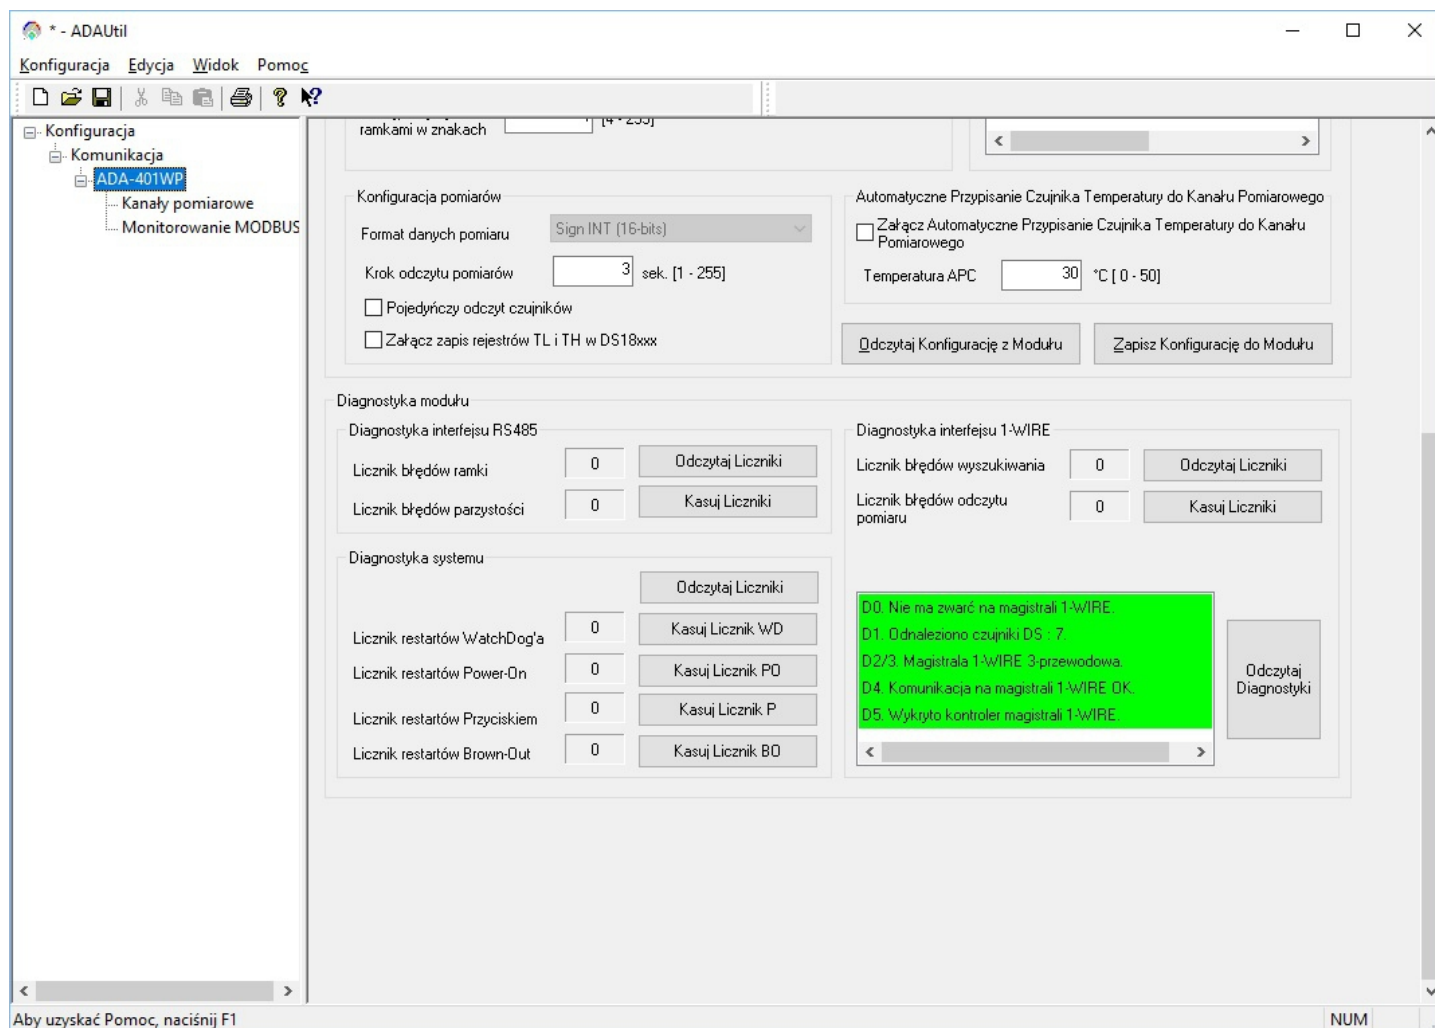 * - ADAUtil
Konfiguracja Edycja Widok Pomoc
Konfiguracja
Komunikacja
ADA-401WP
Kanały pomiarowe
Monitorowanie MODBUS
ramkami w znakach
[4 - 255]
Konfiguracja pomiarów
Format danych pomiaru Sign INT (16-bits)
Krok odczytu pomiarów 3 sek. [1 - 255]
Pojedyńczy odczyt czujników
Załącz zapis rejestrów TL i TH w DS18xxx
Automatyczne Przypisanie Czujnika Temperatury do Kanału Pomiarowego
Załącz Automatyczne Przypisanie Czujnika Temperatury do Kanału
Pomiarowego
Temperatura APC 30 °C [ 0 - 50]
Odczytaj Konfigurację z Modułu Zapisz Konfigurację do Modułu
Diagnostyka modułu
Diagnostyka interfejsu RS485
Licznik błędów ramki 0 Odczytaj Liczniki
Licznik błędów parzystości 0 Kasuj Liczniki
Diagnostyka systemu
Odczytaj Liczniki
Licznik restartów WatchDog'a 0 Kasuj Licznik WD
Licznik restartów Power-On 0 Kasuj Licznik PO
Licznik restartów Przyciskiem 0 Kasuj Licznik P
Licznik restartów Brown-Out 0 Kasuj Licznik BO
Diagnostyka interfejsu 1-WIRE
Licznik błędów wyszukiwania 0 Odczytaj Liczniki
Licznik błędów odczytu
pomiaru 0 Kasuj Liczniki
D0. Nie ma zwarć na magistrali 1-WIRE.
D1. Odnaleziono czujniki DS : 7.
D2/3. Magistrala 1-WIRE 3-przewodowa.
D4. Komunikacja na magistrali 1-WIRE OK.
D5. Wykryto kontroler magistrali 1-WIRE.
Odczytaj
Diagnostyki
Aby uzyskać Pomoc, naciśnij F1
NUM